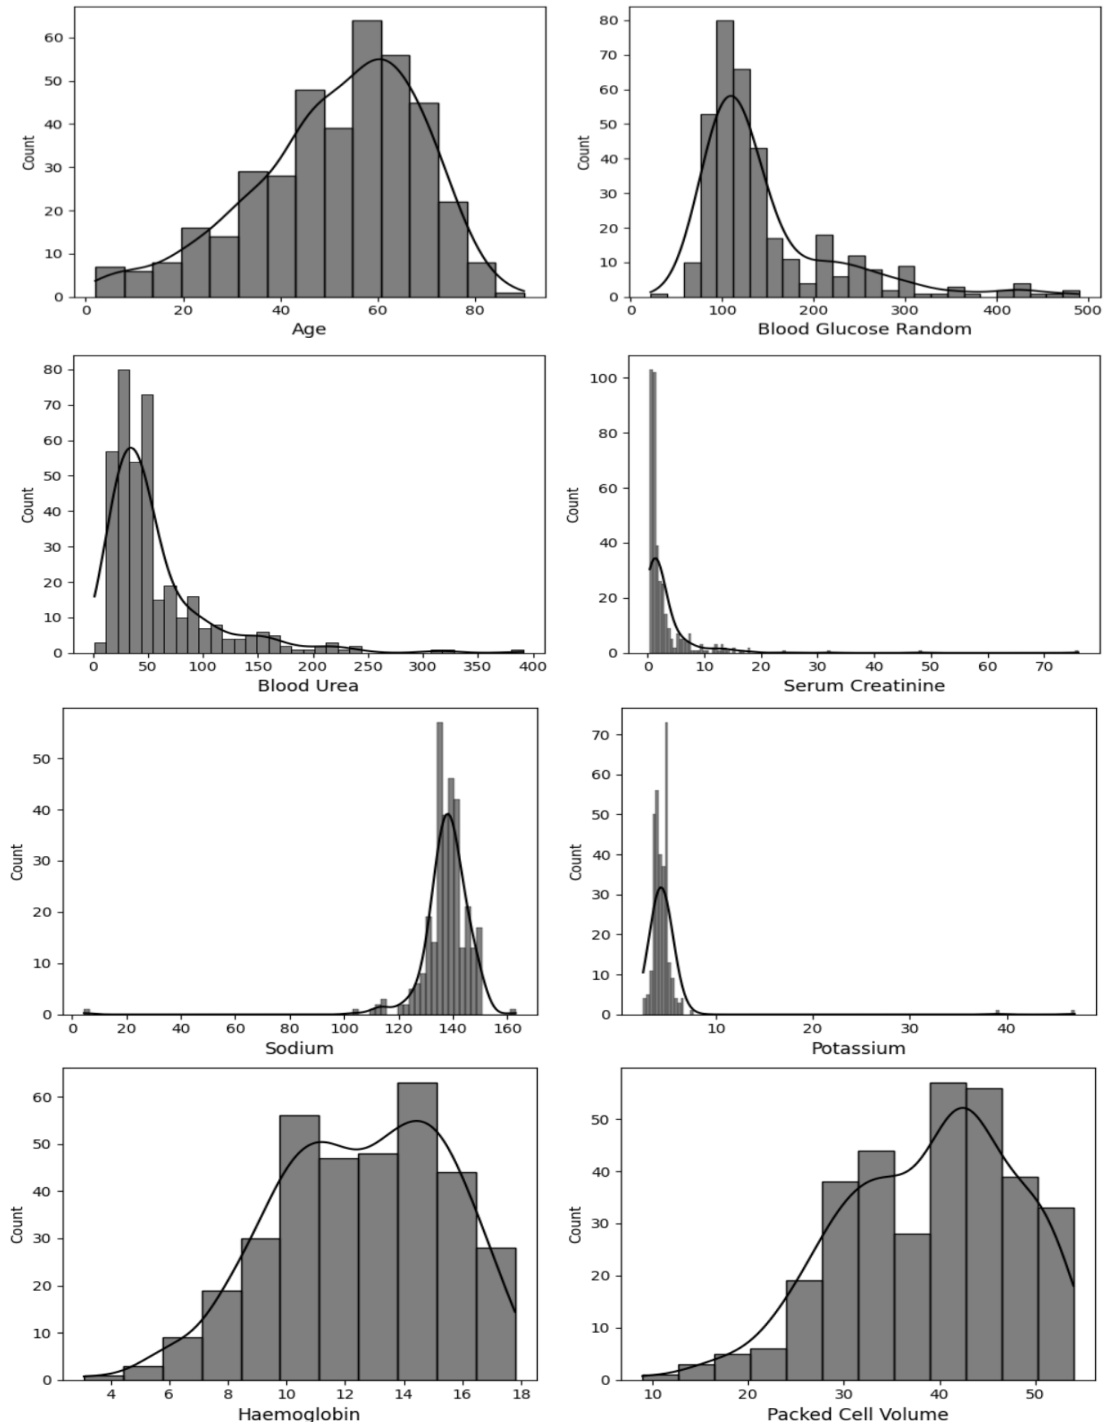 60
50
40
30
20
10
0
Count
0 20 40 60 80
Age
80
70
60
50
40
30
20
10
0
Count
0 100 200 300 400 500
Blood Glucose Random
80
70
60
50
40
30
20
10
0
Count
0 50 100 150 200 250 300 350 400
Blood Urea
100
80
60
40
20
0
Count
0 10 20 30 40 50 60 70
Serum Creatinine
50
40
30
20
10
0
Count
0 20 40 60 80 100 120 140 160
Sodium
70
60
50
40
30
20
10
0
Count
10 20 30 40
Potassium
60
50
40
30
20
10
0
Count
4 6 8 10 12 14 16 18
Haemoglobin
50
40
30
20
10
0
Count
10 20 30 40 50
Packed Cell Volume